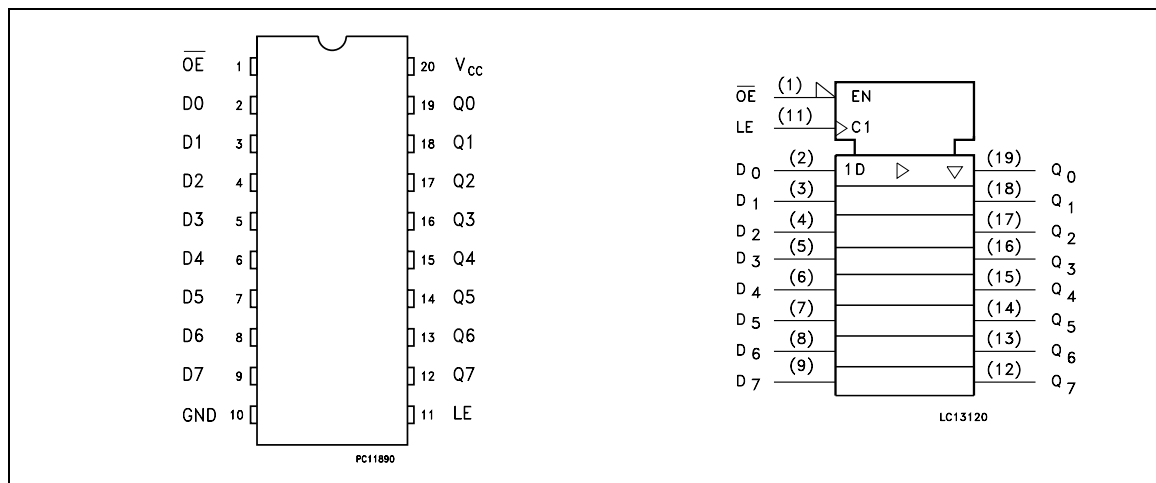 O̅E̅ 1 20 VCC
D0 2 19 Q0
D1 3 18 Q1
D2 4 17 Q2
D3 5 16 Q3
D4 6 15 Q4
D5 7 14 Q5
D6 8 13 Q6
D7 9 12 Q7
GND 10 11 LE
PC11890
O̅E̅ (1) EN
LE (11) C1
D0 (2) 1D (19) Q0
D1 (3) (18) Q1
D2 (4) (17) Q2
D3 (5) (16) Q3
D4 (6) (15) Q4
D5 (7) (14) Q5
D6 (8) (13) Q6
D7 (9) (12) Q7
LC13120